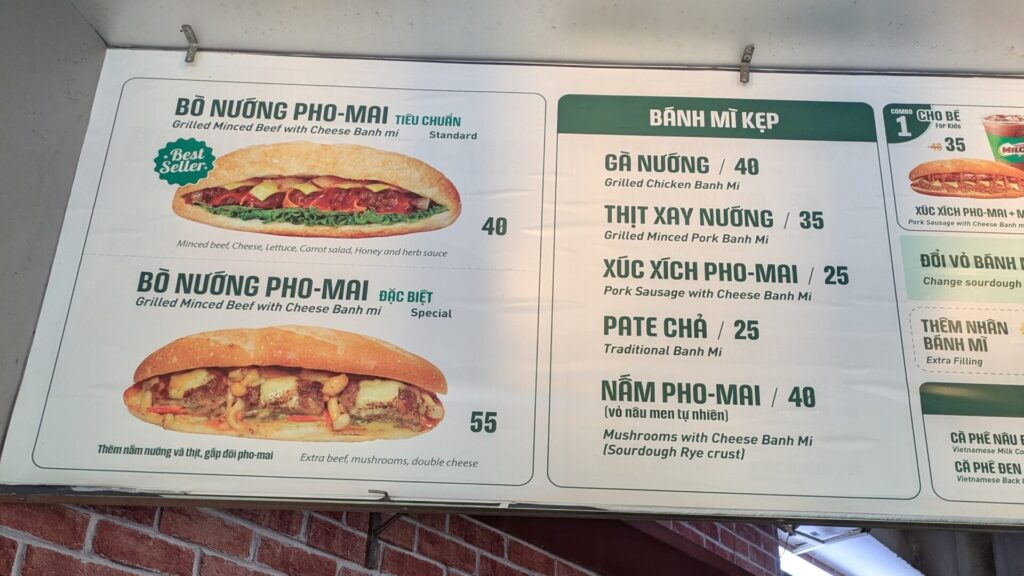 BÒ NƯỚNG PHO-MAI TIÊU CHUẨN
Grilled Minced Beef with Cheese Banh mi Standard
Best
Seller
40
Minced beef, Cheese, Lettuce, Carrot salad, Honey and herb sauce
BÒ NƯỚNG PHO-MAI ĐẶC BIỆT
Grilled Minced Beef with Cheese Banh mi Special
55
Thêm nấm nướng và thịt, gấp đôi pho-mai
Extra beef, mushrooms, double cheese
BÁNH MÌ KẸP
GÀ NƯỚNG / 40
Grilled Chicken Banh Mi
THỊT XAY NƯỚNG / 35
Grilled Minced Pork Banh Mi
XÚC XÍCH PHO-MAI / 25
Pork Sausage with Cheese Banh Mi
PATE CHẢ / 25
Traditional Banh Mi
NẤM PHO-MAI / 40
(vỏ nâu men tự nhiên)
Mushrooms with Cheese Banh Mi
(Sourdough Rye crust)
COMBO
1
CHO BÉ
For Kids
40 35
MILO
XÚC XÍCH PHO-MAI + M
Pork Sausage with Cheese Banh m
ĐỔI VỎ BÁNH
Change sourdough
THÊM NHÂN
BÁNH MÌ
Extra Filling
CÀ PHÊ NÂU
Vietnamese Milk Co
CÀ PHÊ ĐEN
Vietnamese Back